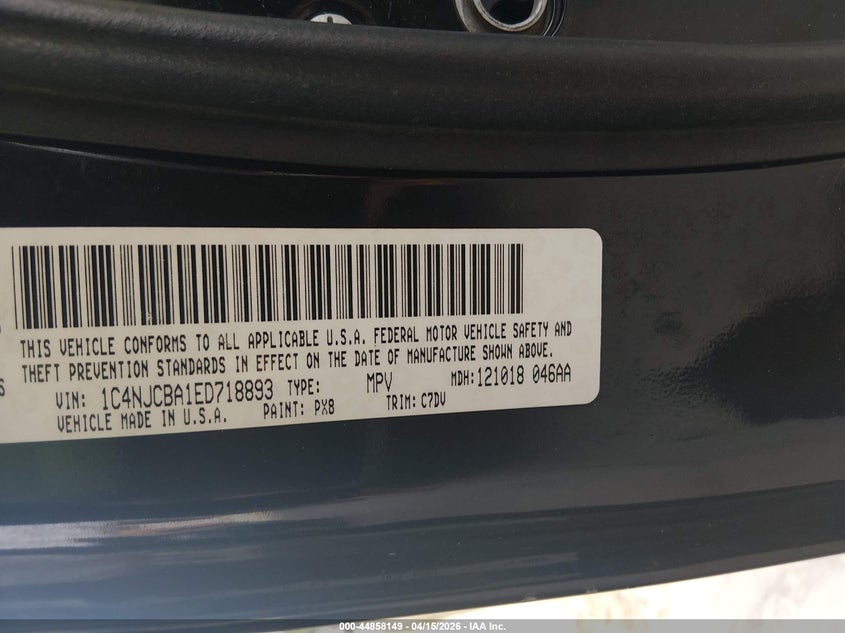 THIS VEHICLE CONFORMS TO ALL APPLICABLE U.S.A. FEDERAL MOTOR VEHICLE SAFETY AND
THEFT PREVENTION STANDARDS IN EFFECT ON THE DATE OF MANUFACTURE SHOWN ABOVE.
VIN: 1C4NJCBA1ED718893 TYPE: MPV MDH: 121018 046AA
VEHICLE MADE IN U.S.A. PAINT: PX8 TRIM: C7DV
000-44858149 - 04/15/2026 - IAA Inc.